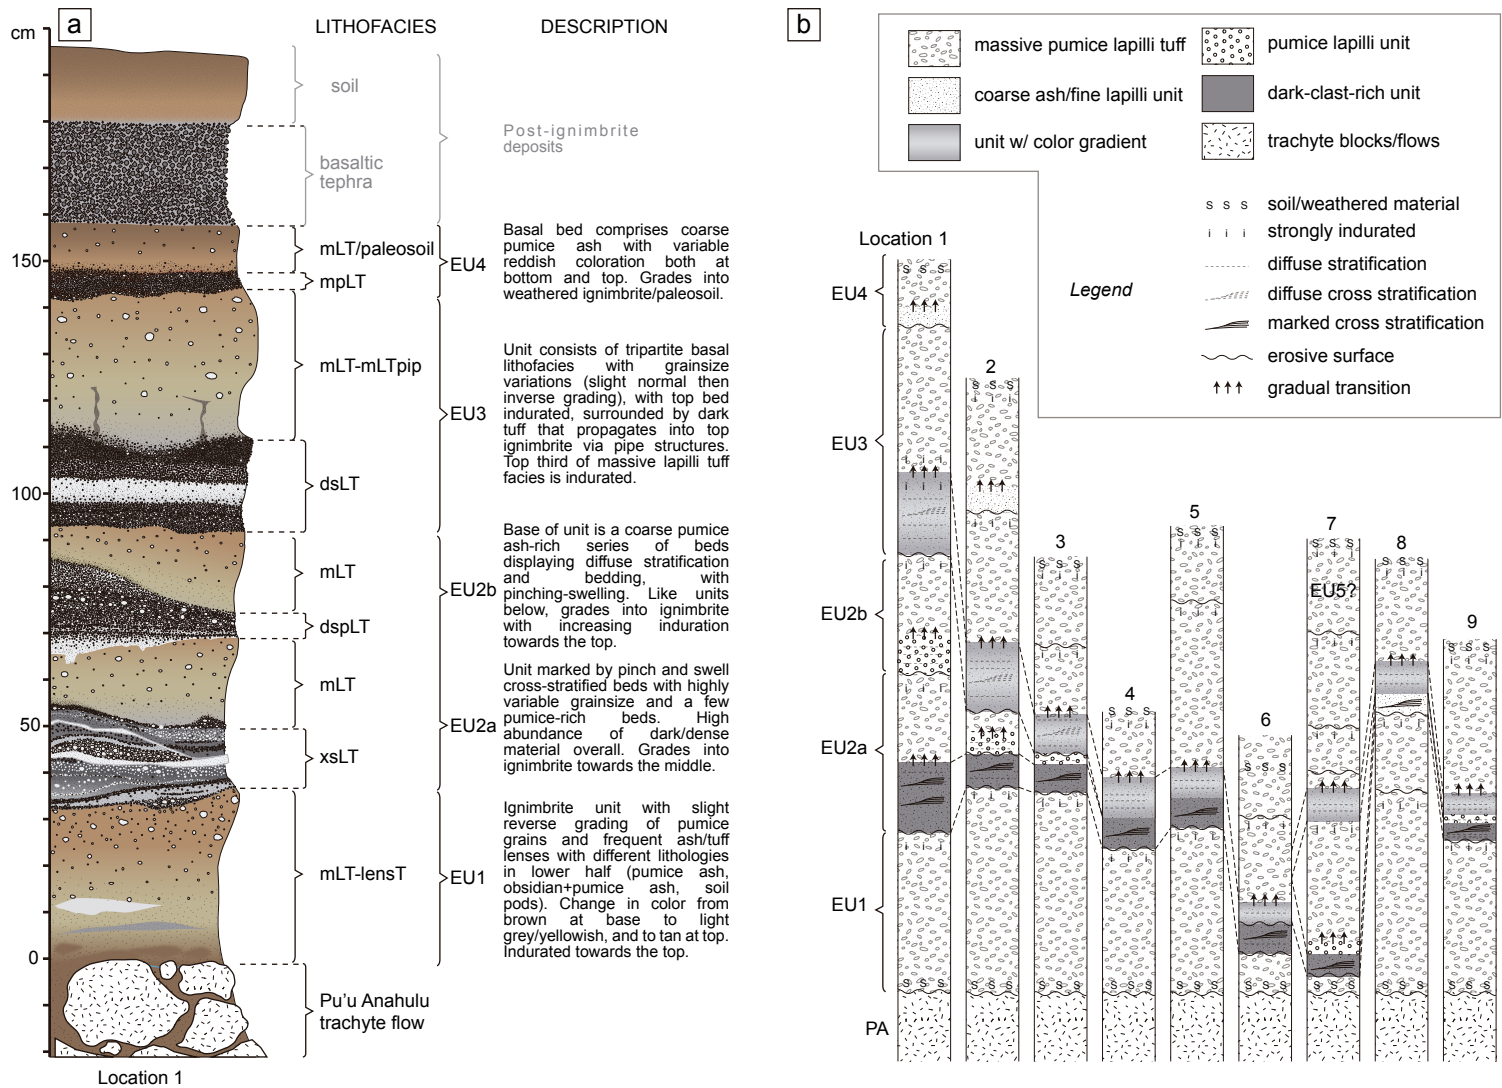 a
cm
LITHOFACIES
DESCRIPTION
soil
Post-ignimbrite
deposits
basaltic
tephra
mLT/paleosoil
mpLT
EU4
Basal bed comprises coarse
pumice ash with variable
reddish coloration both at
bottom and top. Grades into
weathered ignimbrite/paleosoil.
150
mLT-mLTpip
EU3
Unit consists of tripartite basal
lithofacies with grainsize
variations (slight normal then
inverse grading), with top bed
indurated, surrounded by dark
tuff that propagates into top
ignimbrite via pipe structures.
Top third of massive lapilli tuff
facies is indurated.
dsLT
100
mLT
EU2b
dspLT
Base of unit is a coarse pumice
ash-rich series of beds
displaying diffuse stratification
and bedding, with
pinching-swelling. Like units
below, grades into ignimbrite
with increasing induration
towards the top.
mLT
EU2a
xsLT
50
Unit marked by pinch and swell
cross-stratified beds with highly
variable grainsize and a few
pumice-rich beds. High
abundance of dark/dense
material overall. Grades into
ignimbrite towards the middle.
mLT-lensT
EU1
Ignimbrite unit with slight
reverse grading of pumice
grains and frequent ash/tuff
lenses with different lithologies
in lower half (pumice ash,
obsidian+pumice ash, soil
pods). Change in color from
brown at base to light
grey/yellowish, and to tan at top.
Indurated towards the top.
0
Pu'u Anahulu
trachyte flow
Location 1
b
massive pumice lapilli tuff
pumice lapilli unit
coarse ash/fine lapilli unit
dark-clast-rich unit
unit w/ color gradient
trachyte blocks/flows
Legend
s s s soil/weathered material
i i i strongly indurated
diffuse stratification
diffuse cross stratification
marked cross stratification
erosive surface
gradual transition
Location 1
2
3
4
5
6
7
8
9
EU4
EU3
EU2b
EU2a
EU1
PA
EU5?